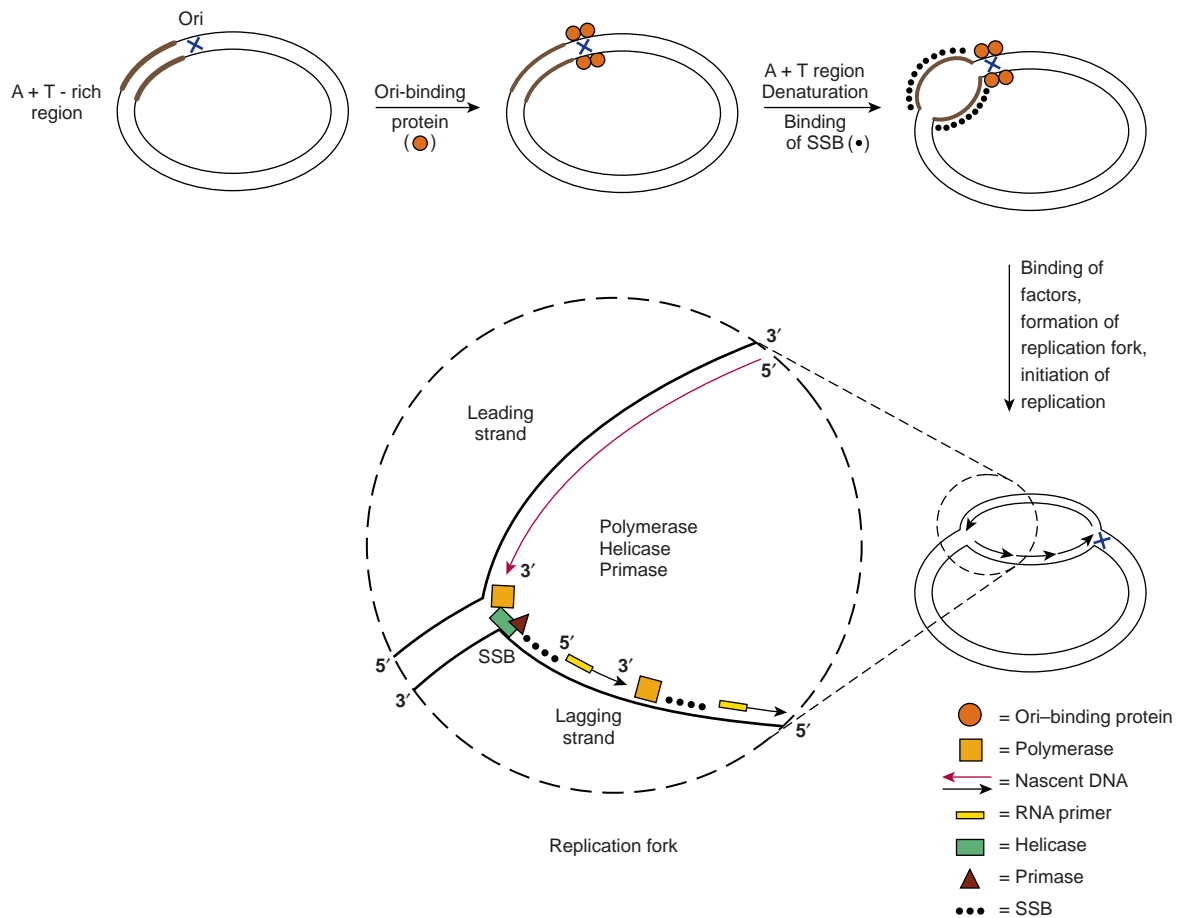 Ori
A + T - rich
region
Ori-binding
protein
( )
A + T region
Denaturation
Binding
of SSB ( )
Binding of
factors,
formation of
replication fork,
initiation of
replication
3′
5′
Leading
strand
Polymerase
Helicase
Primase
3′
5′
3′
SSB
5′
3′
Lagging
strand
5′
Replication fork
= Ori–binding protein
= Polymerase
= Nascent DNA
= RNA primer
= Helicase
= Primase
= SSB